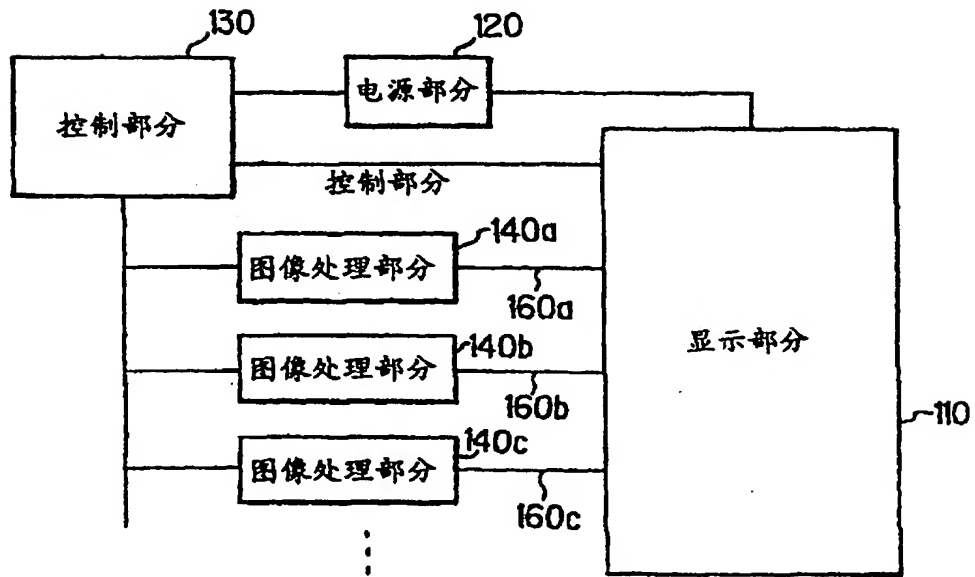 130
120
控制部分
电源部分
控制部分
140a
图像处理部分
160a
140b
图像处理部分
160b
显示部分
110
140c
图像处理部分
160c